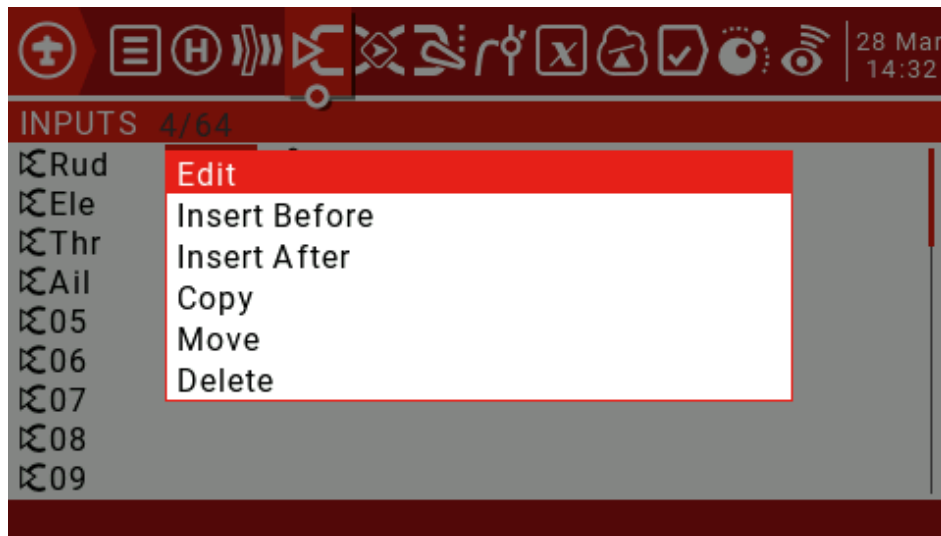 28 Mar
14:32
INPUTS 4/64
Rud
Ele
Thr
Ail
05
06
07
08
09
Edit
Insert Before
Insert After
Copy
Move
Delete